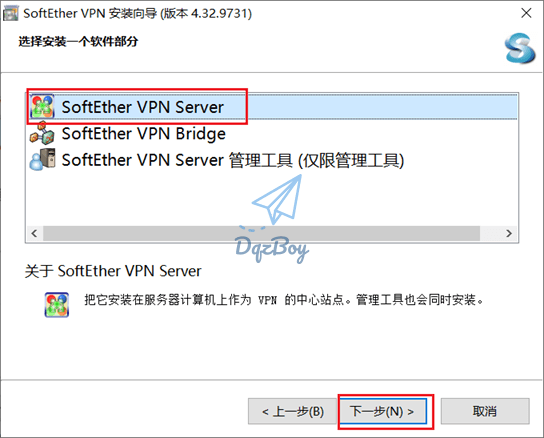 SoftEther VPN 安装向导 (版本 4.32.9731)
选择安装一个软件部分
SoftEther VPN Server
SoftEther VPN Bridge
SoftEther VPN Server 管理工具 (仅限管理工具)
DqzBoy
关于 SoftEther VPN Server
把它安装在服务器计算机上作为 VPN 的中心站点。管理工具也会同时安装。
< 上一步(B)
下一步(N) >
取消